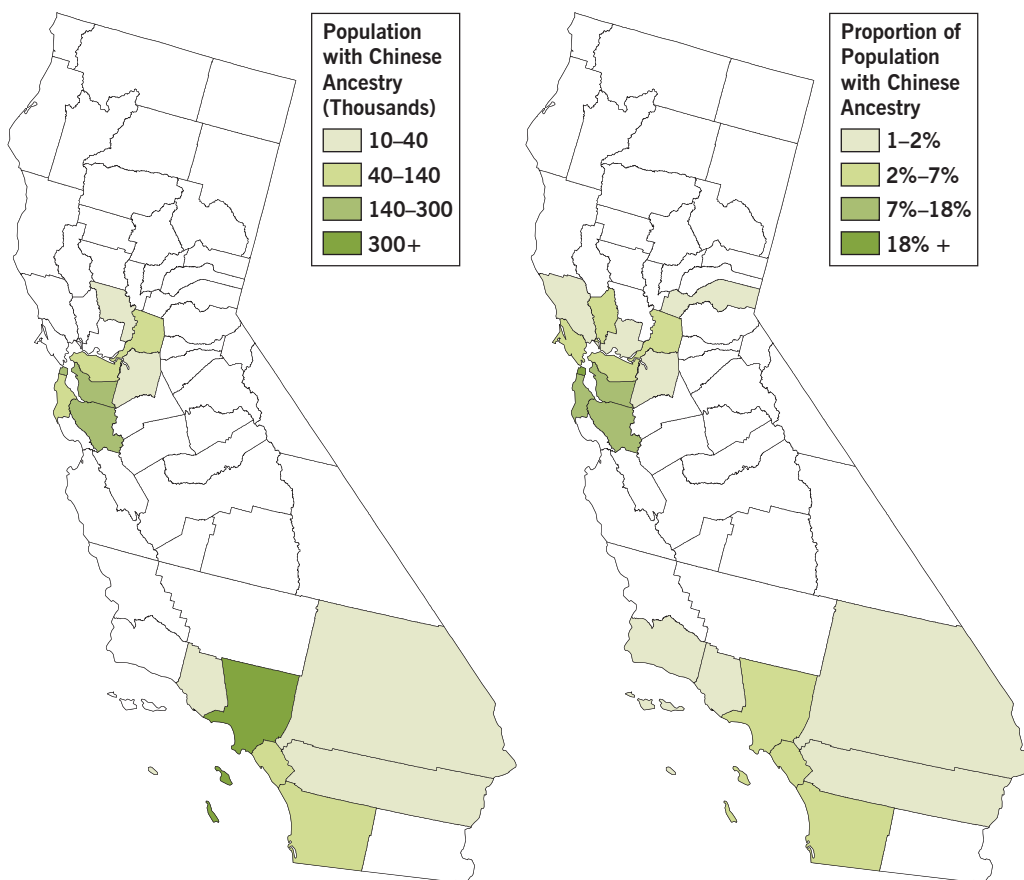 Population
with Chinese
Ancestry
(Thousands)
10–40
40–140
140–300
300+
Proportion of
Population
with Chinese
Ancestry
1–2%
2%–7%
7%–18%
18% +